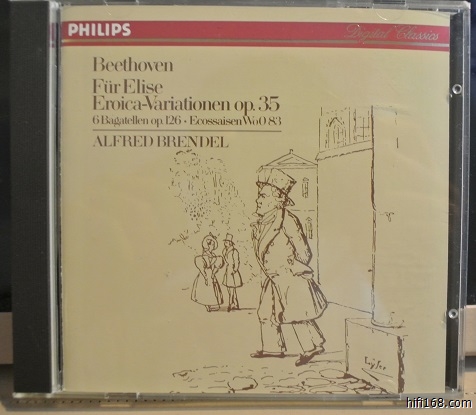 PHILIPS
Digital Classics
Beethoven
Für Elise
Eroica-Variationen op. 35
6 Bagatellen op. 126 · Ecossaisen WoO 83
ALFRED BRENDEL
hifi168.com